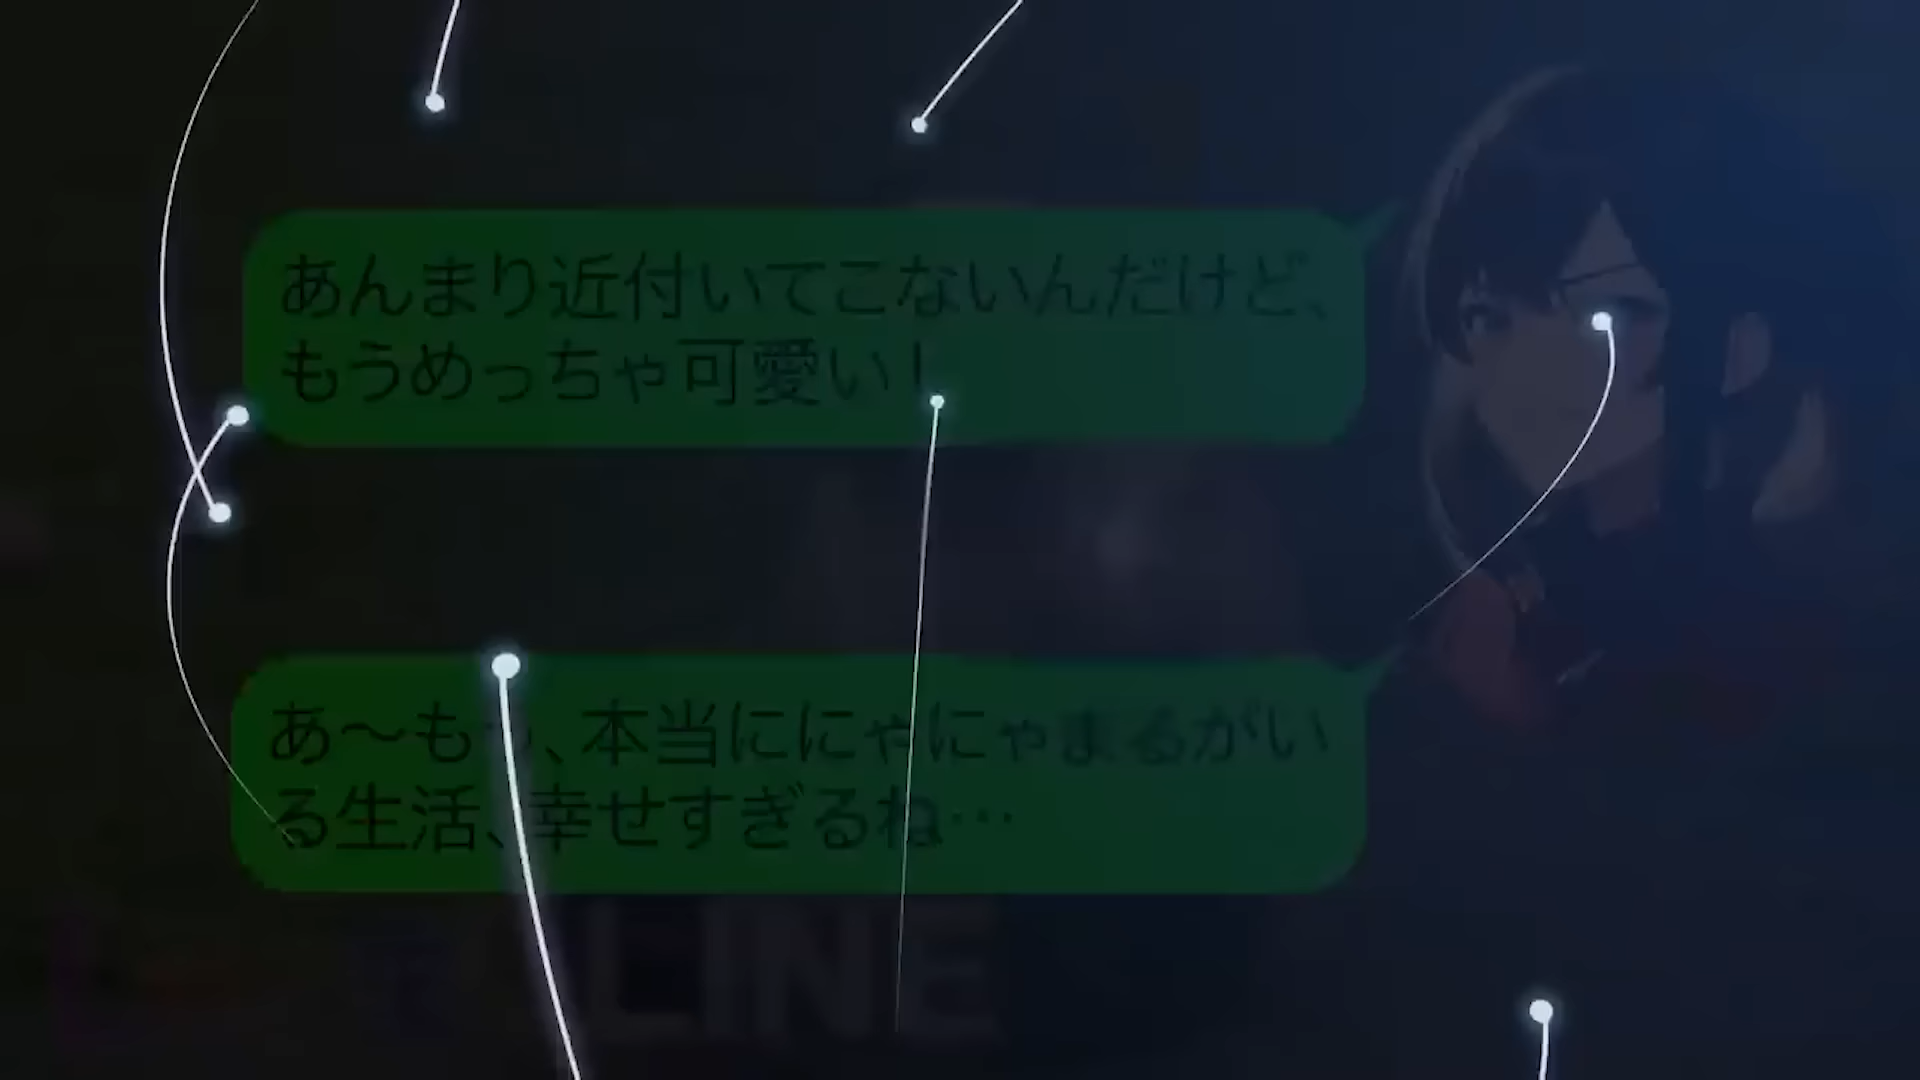 あんまり近付いてこないんだけど、
もうめっちゃ可愛い！
あ～もう、本当ににゃにゃまるがい
る生活、幸せすぎるね…
LINE